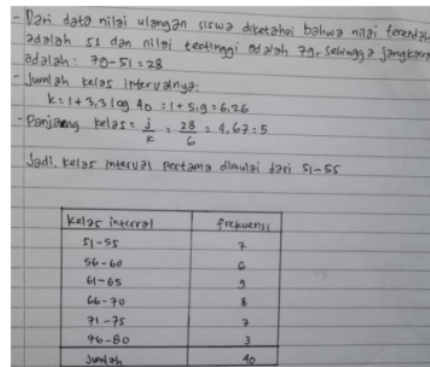 - Dari data nilai ulangan siswa diketahui bahwa nilai terendah
adalah 51 dan nilai tertinggi adalah 79. sehingga jangkauan
adalah: 79-51=28
- Jumlah kelas intervalnya:
k=1+3,3 log 40 = 1+5,9=6,26
- Panjang kelas = j/k = 28/6 = 4,67=5
Jadi, kelas interval pertama dimulai dari 51-55
Kelas interval frekuensi
51-55 7
56-60 6
61-65 9
66-70 8
71-75 7
76-80 3
Jumlah 40